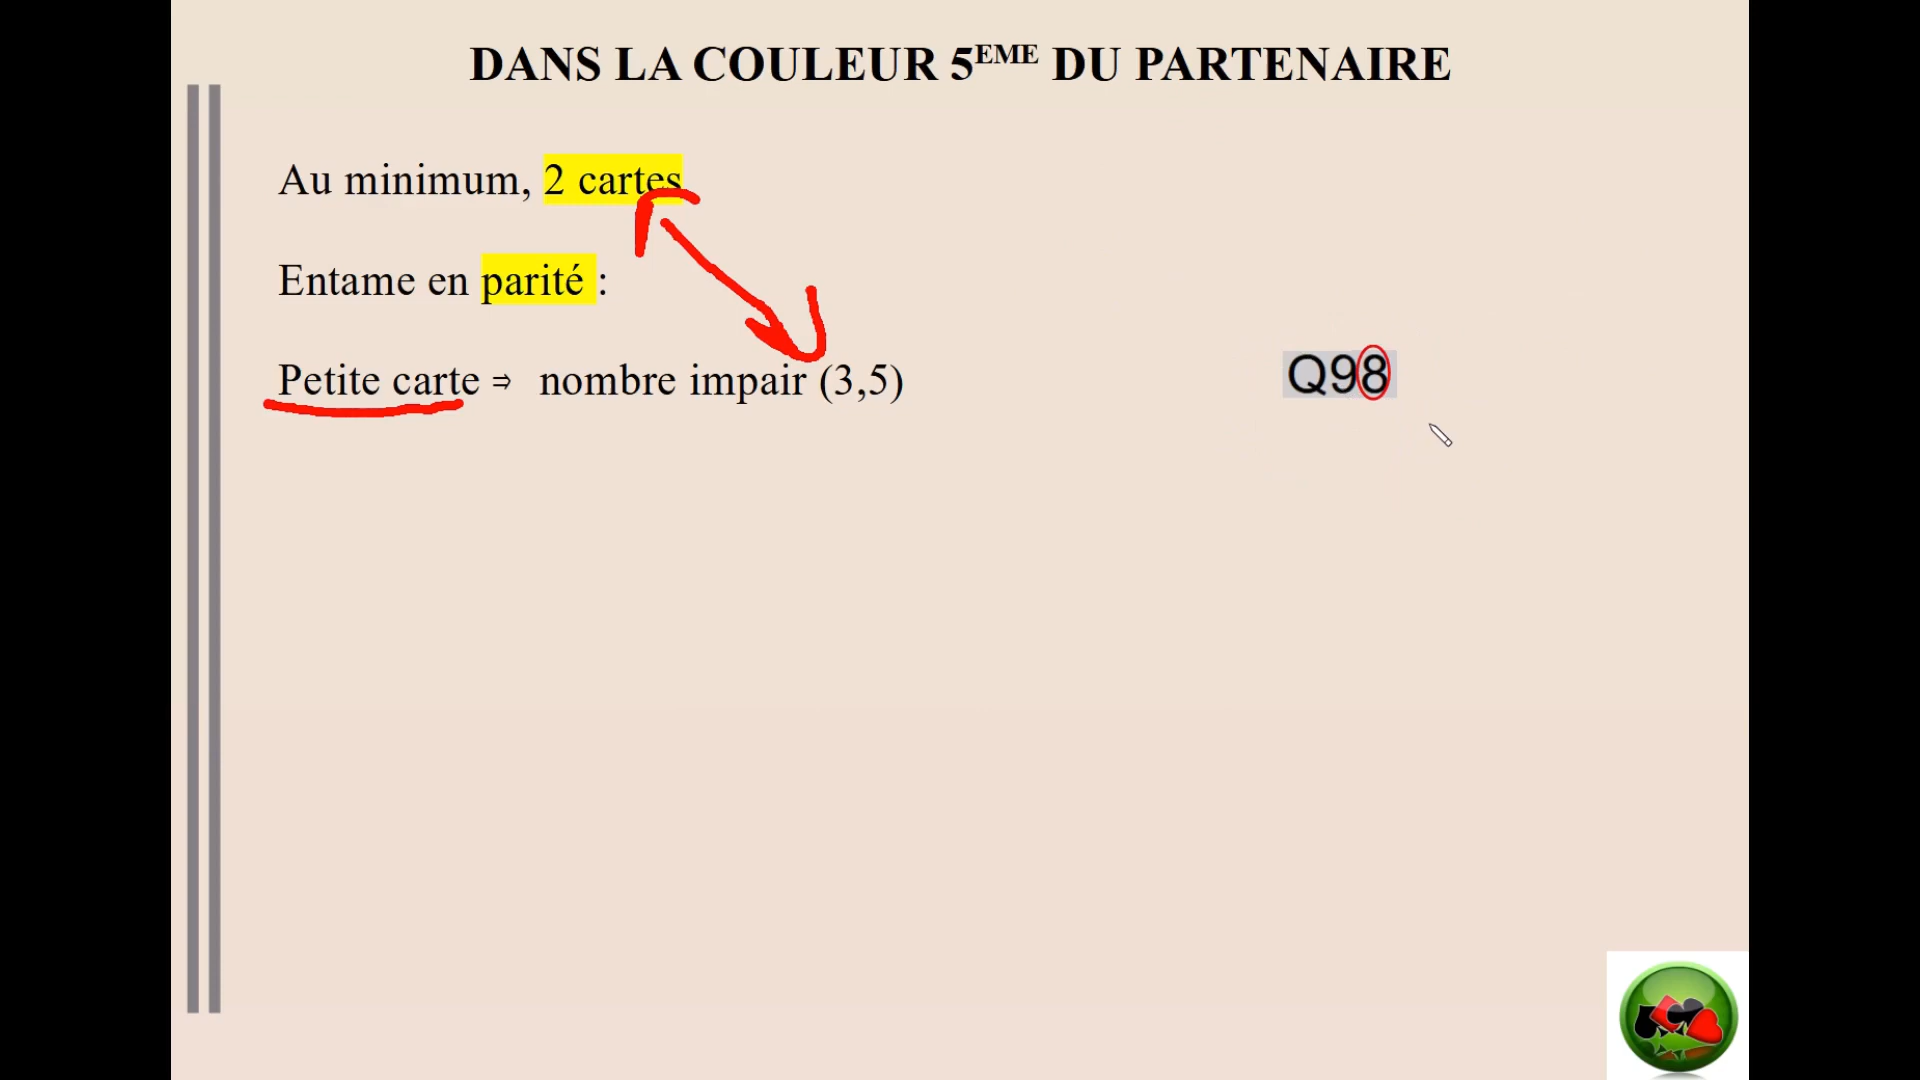 DANS LA COULEUR 5EME DU PARTENAIRE
Au minimum, 2 cartes
Entame en parité :
Petite carte ⇒ nombre impair (3,5)
Q98